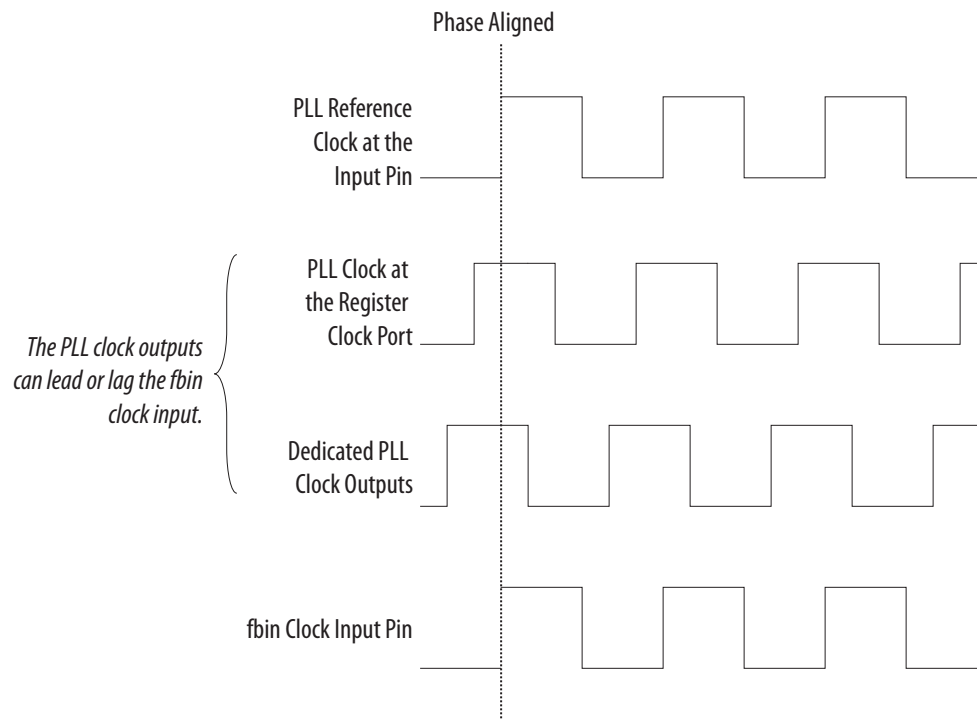 Phase Aligned
PLL Reference
Clock at the
Input Pin
PLL Clock at
the Register
Clock Port
The PLL clock outputs
can lead or lag the fbin
clock input.
Dedicated PLL
Clock Outputs
fbin Clock Input Pin